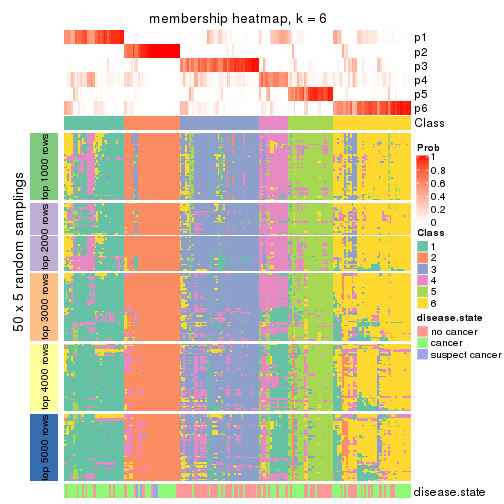 membership heatmap, k = 6
p1
p2
p3
p4
p5
p6
Class
Prob
1
0.8
0.6
0.4
0.2
0
Class
1
2
3
4
5
6
disease.state
no cancer
cancer
suspect cancer
50 x 5 random samplings
top 1000 rows
top 2000 rows
top 3000 rows
top 4000 rows
top 5000 rows
disease.state